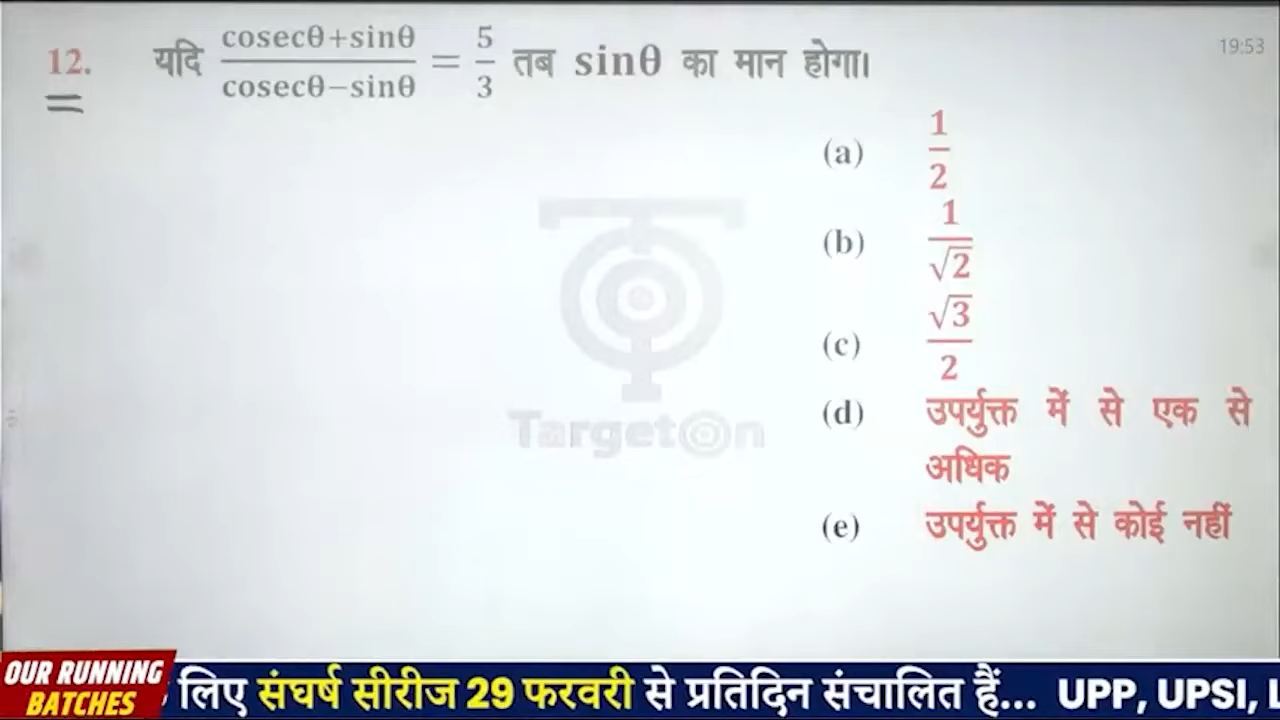 12. यदि cosecθ+sinθ/cosecθ−sinθ = 5/3 तब sinθ का मान होगा।
19:53
(a) 1/2
(b) 1/√2
(c) √3/2
(d) उपर्युक्त में से एक से
अधिक
(e) उपर्युक्त में से कोई नहीं
TargetOn
OUR RUNNING
BATCHES
लिए संघर्ष सीरीज 29 फरवरी से प्रतिदिन संचालित हैं... UPP, UPSI,